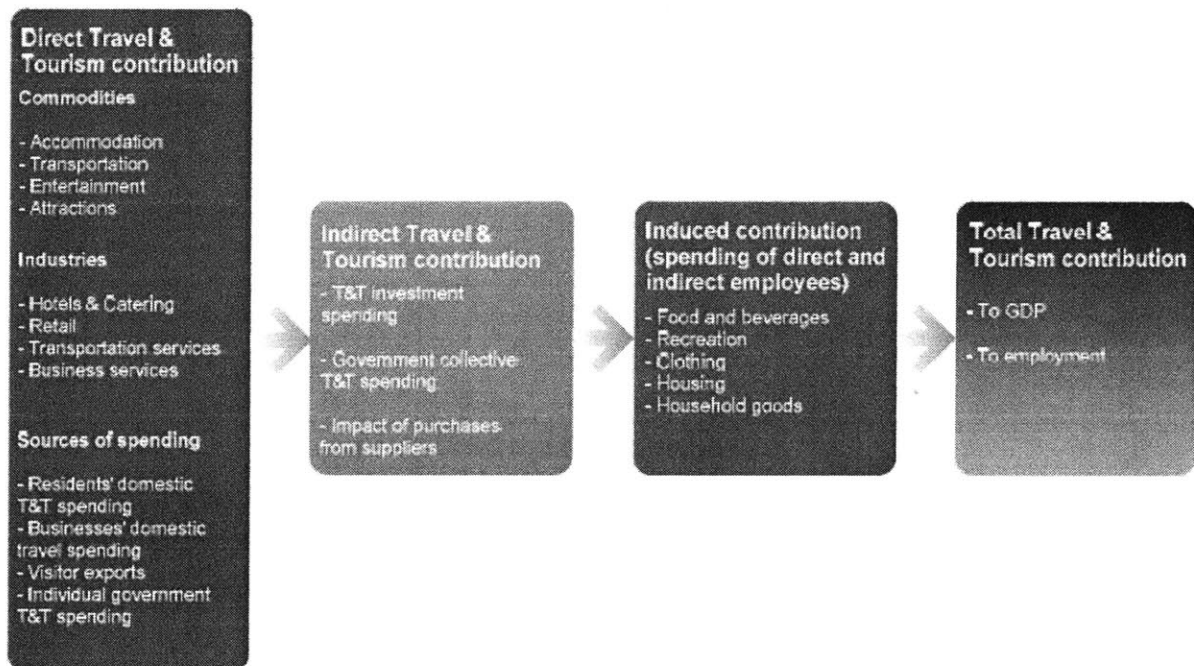 Direct Travel &
Tourism contribution
Commodities
- Accommodation
- Transportation
- Entertainment
- Attractions
Industries
- Hotels & Catering
- Retail
- Transportation services
- Business services
Sources of spending
- Residents' domestic
T&T spending
- Businesses' domestic
travel spending
- Visitor exports
- Individual government
T&T spending
Indirect Travel &
Tourism contribution
- T&T investment
spending
- Government collective
T&T spending
- Impact of purchases
from suppliers
Induced contribution
(spending of direct and
indirect employees)
- Food and beverages
- Recreation
- Clothing
- Housing
- Household goods
Total Travel &
Tourism contribution
- To GDP
- To employment